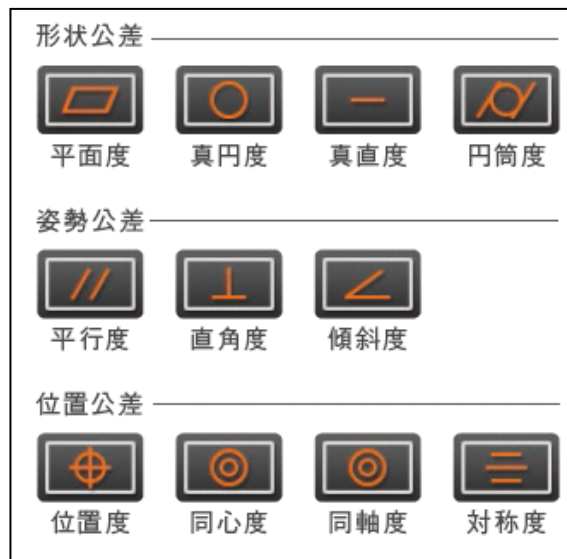 形状公差
平面度 真円度 真直度 円筒度
姿勢公差
平行度 直角度 傾斜度
位置公差
位置度 同心度 同軸度 対称度